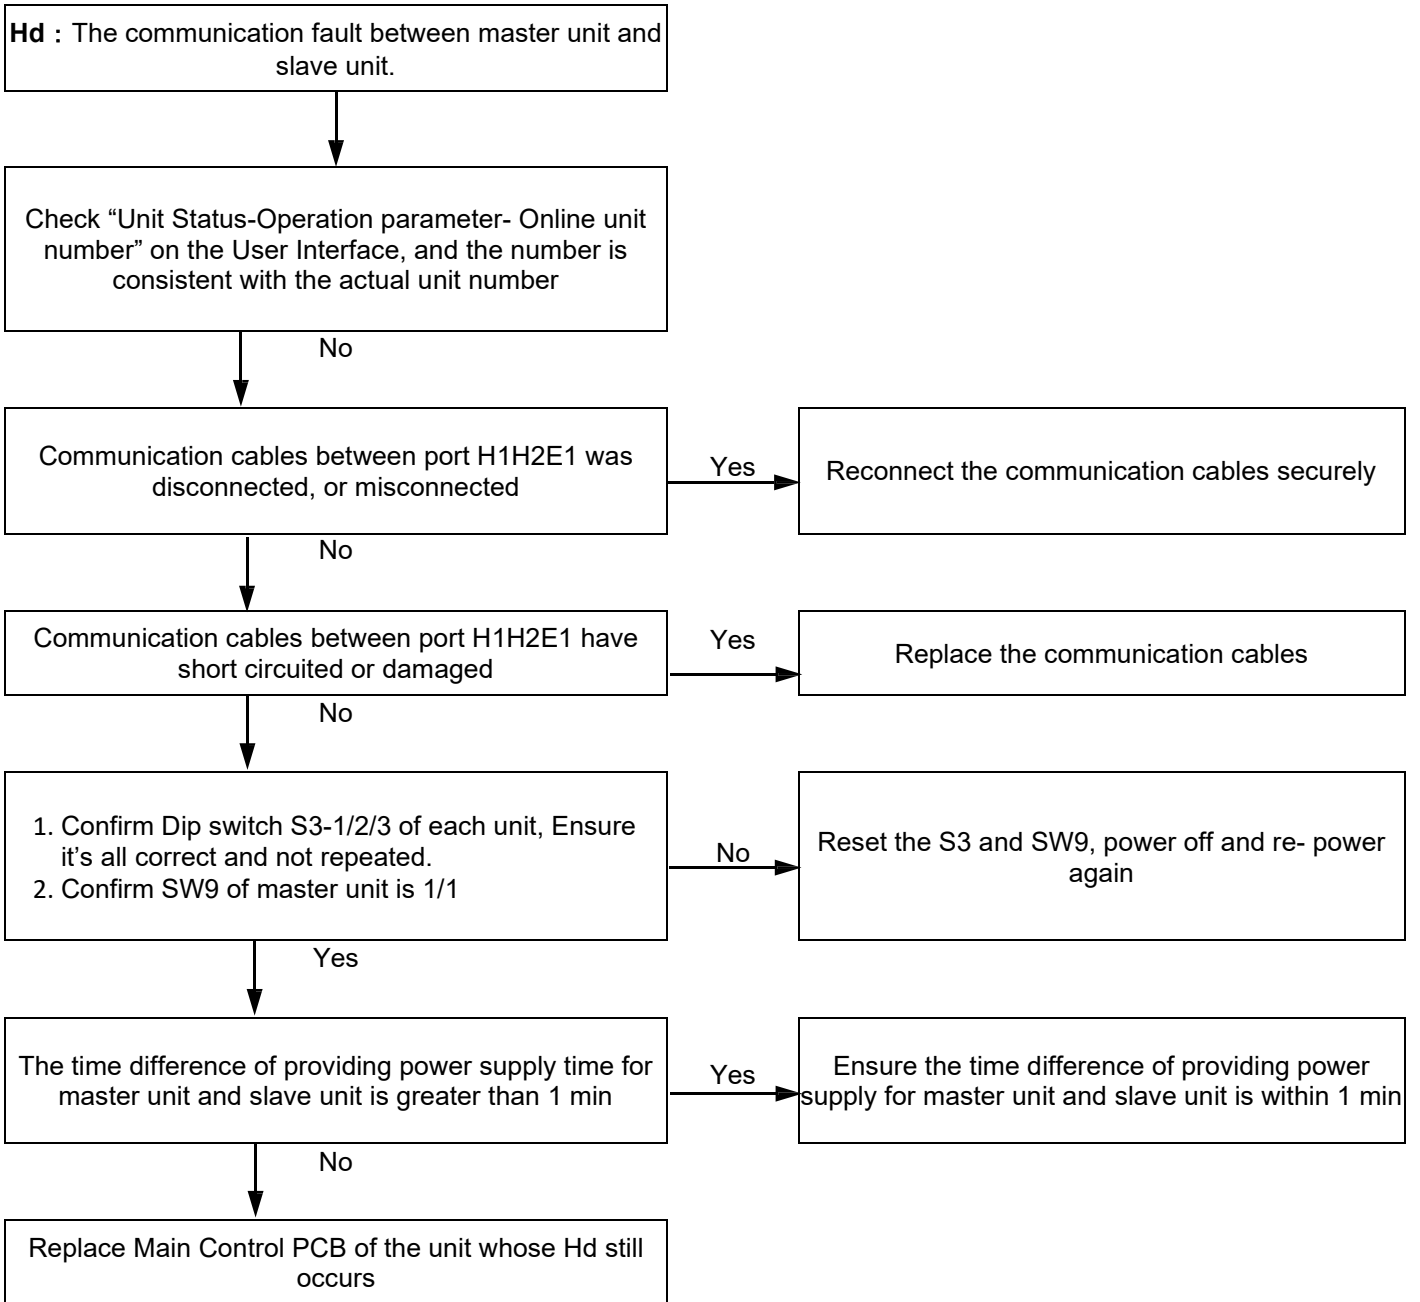 Hd : The communication fault between master unit and
slave unit.
Check “Unit Status-Operation parameter- Online unit
number” on the User Interface, and the number is
consistent with the actual unit number
No
Communication cables between port H1H2E1 was
disconnected, or misconnected
Yes
Reconnect the communication cables securely
No
Communication cables between port H1H2E1 have
short circuited or damaged
Yes
Replace the communication cables
No
1. Confirm Dip switch S3-1/2/3 of each unit, Ensure
it’s all correct and not repeated.
2. Confirm SW9 of master unit is 1/1
No
Reset the S3 and SW9, power off and re- power
again
Yes
The time difference of providing power supply time for
master unit and slave unit is greater than 1 min
Yes
Ensure the time difference of providing power
supply for master unit and slave unit is within 1 min
No
Replace Main Control PCB of the unit whose Hd still
occurs